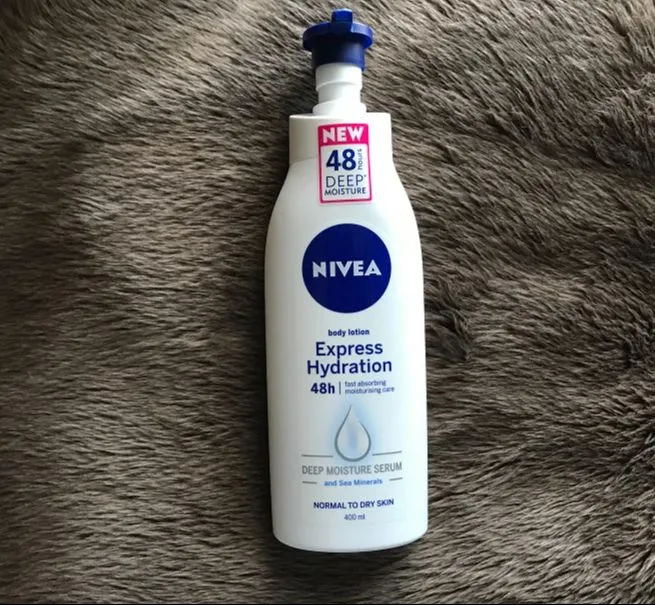 NEW
48 hours
DEEP*
MOISTURE
NIVEA
body lotion
Express
Hydration
48h | fast absorbing
moisturising care
DEEP MOISTURE SERUM
and Sea Minerals
NORMAL TO DRY SKIN
400 ml